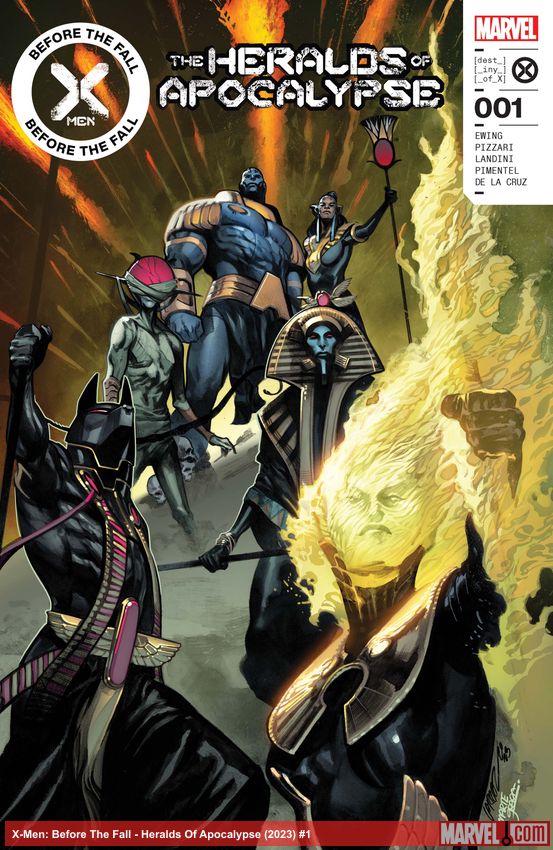 BEFORE THE FALL
X
MEN
BEFORE THE FALL
THE HERALDS OF
APOCALYPSE
MARVEL
[dest_]
[_iny_]
[_of_X]
001
EWING
PIZZARI
LANDINI
PIMENTEL
DE LA CRUZ
X-Men: Before The Fall - Heralds Of Apocalypse (2023) #1
MARVEL.com